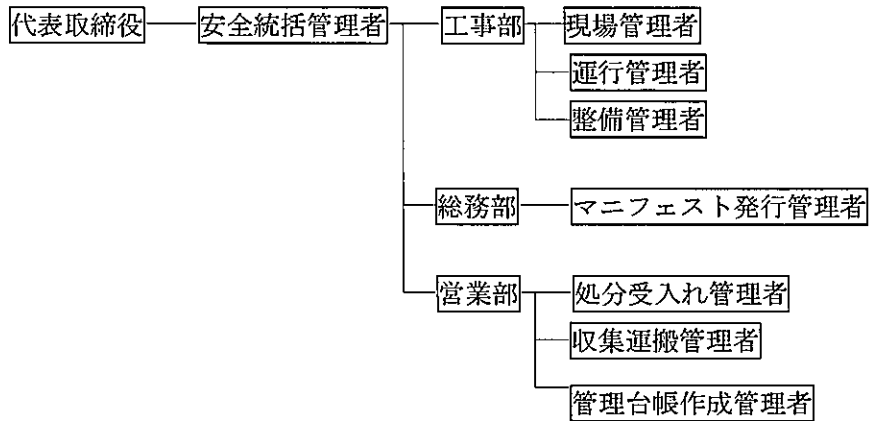 代表取締役 安全統括管理者 工事部 現場管理者
運行管理者
整備管理者
総務部 マニフェスト発行管理者
営業部 処分受入れ管理者
収集運搬管理者
管理台帳作成管理者